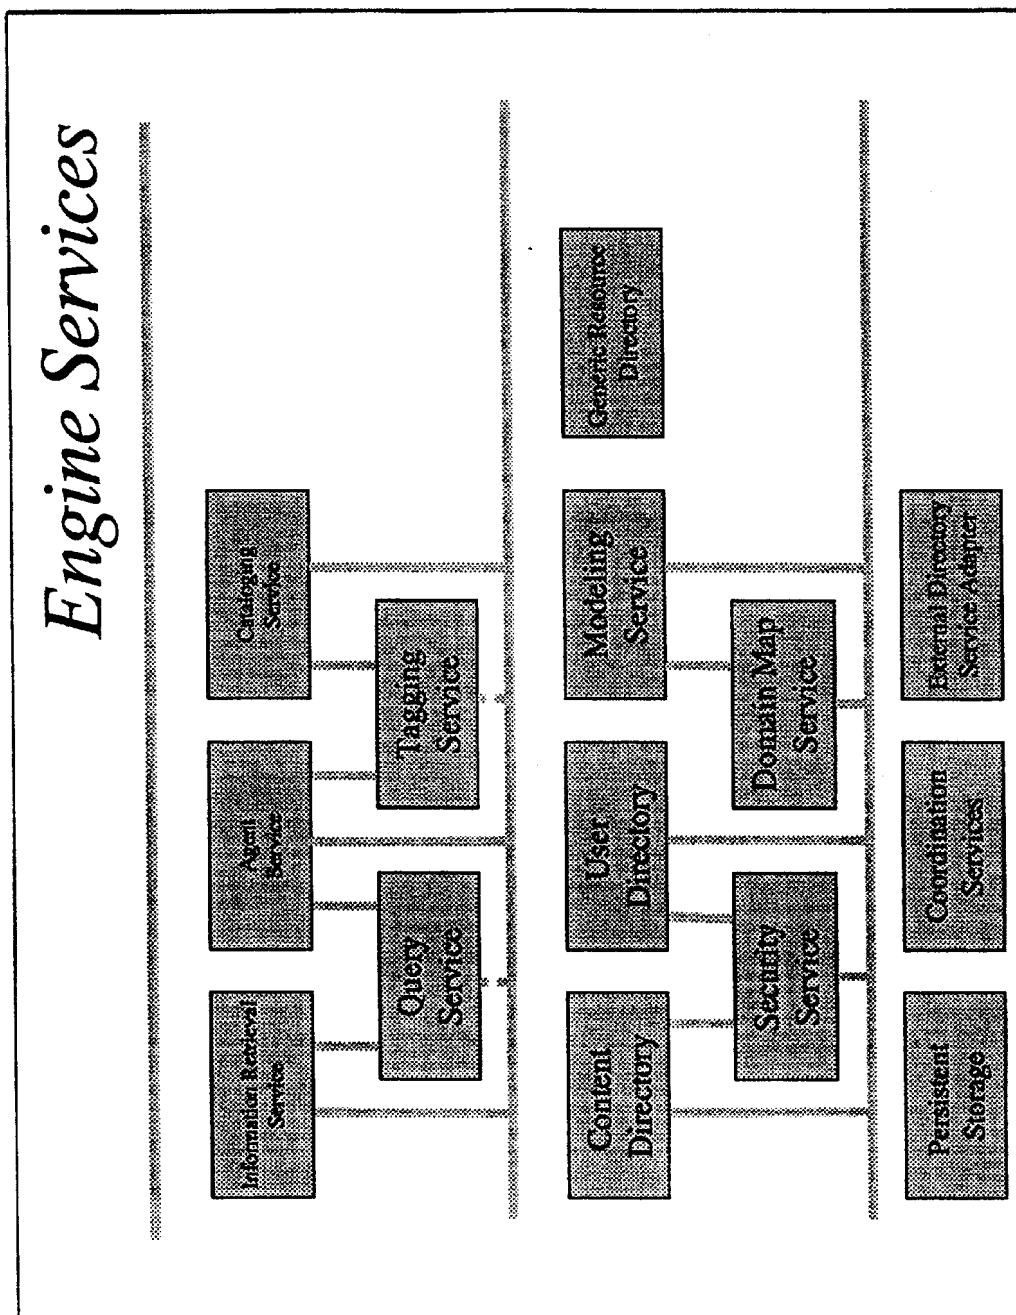 Engine Services
Information Retrieval
Service
Agent
Service
Cataloging
Service
Query
Service
Tagging
Service
Content
Directory
User
Directory
Modeling
Service
Generic Resource
Directory
Security
Service
Domain Map
Service
Persistent
Storage
Coordination
Services
External Directory
Service Adapter